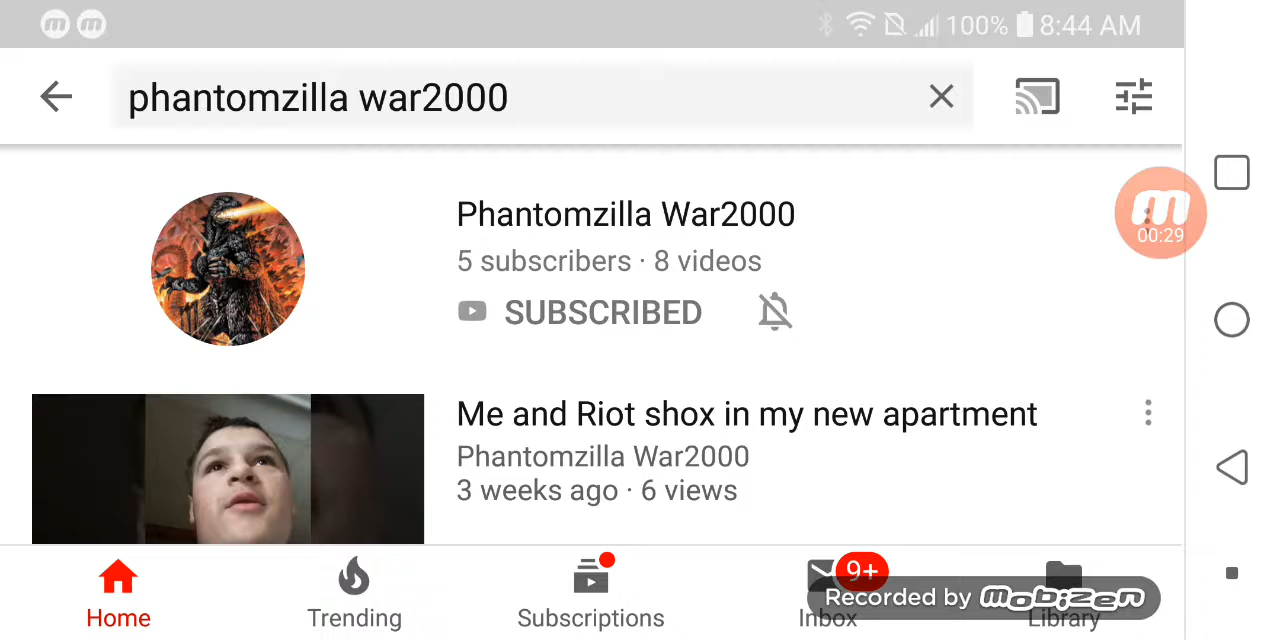 100% 8:44 AM
phantomzilla war2000
00:29
Phantomzilla War2000
5 subscribers · 8 videos
SUBSCRIBED
Me and Riot shox in my new apartment
Phantomzilla War2000
3 weeks ago · 6 views
9+
Recorded by mobizen
Home
Trending
Subscriptions
Inbox
Library